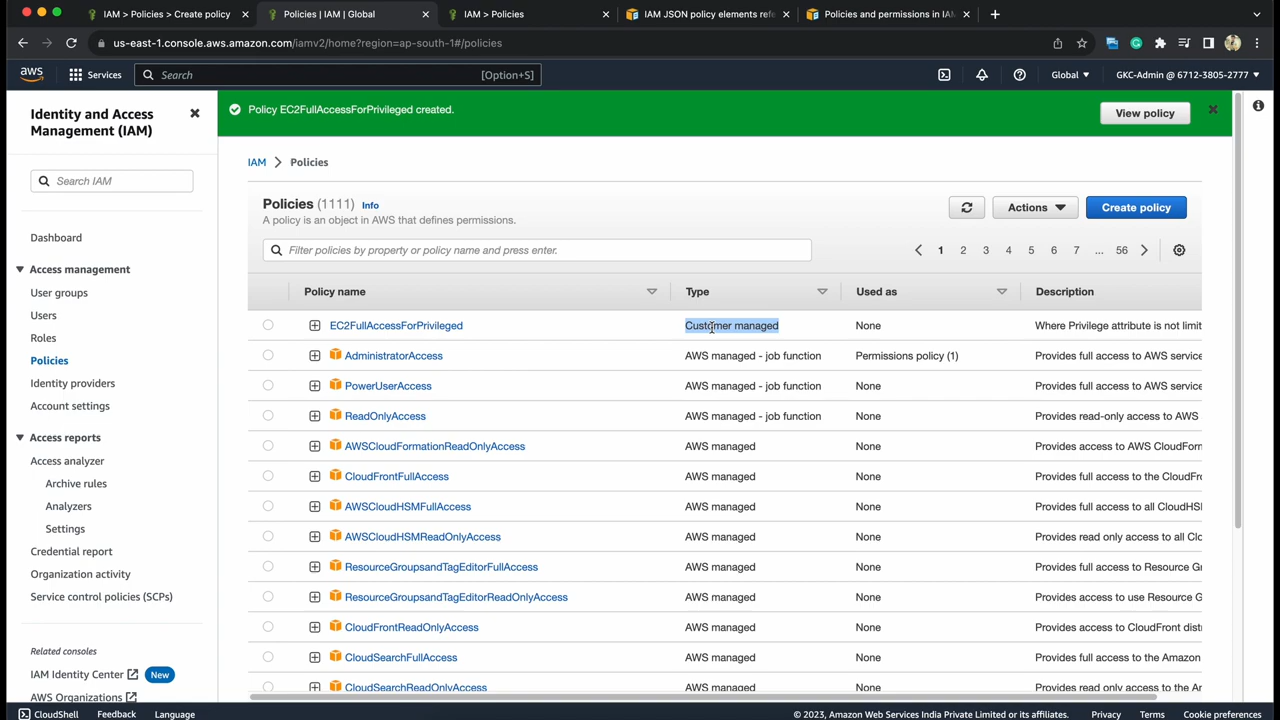 IAM > Policies > Create policy
Policies | IAM | Global
IAM > Policies
IAM JSON policy elements refe
Policies and permissions in IAM
us-east-1.console.aws.amazon.com/iamv2/home?region=ap-south-1#/policies
aws
Services
Search
[Option+S]
Global
GKC-Admin @ 6712-3805-2777
Identity and Access
Management (IAM)
Search IAM
Dashboard
Access management
User groups
Users
Roles
Policies
Identity providers
Account settings
Access reports
Access analyzer
Archive rules
Analyzers
Settings
Credential report
Organization activity
Service control policies (SCPs)
Related consoles
IAM Identity Center New
AWS Organizations
Policy EC2FullAccessForPrivileged created.
View policy
IAM > Policies
Policies (1111) Info
A policy is an object in AWS that defines permissions.
Actions
Create policy
Filter policies by property or policy name and press enter.
1 2 3 4 5 6 7 ... 56
Policy name Type Used as Description
EC2FullAccessForPrivileged Customer managed None Where Privilege attribute is not limit
AdministratorAccess AWS managed - job function Permissions policy (1) Provides full access to AWS service
PowerUserAccess AWS managed - job function None Provides full access to AWS service
ReadOnlyAccess AWS managed - job function None Provides read-only access to AWS
AWSCloudFormationReadOnlyAccess AWS managed None Provides access to AWS CloudForm
CloudFrontFullAccess AWS managed None Provides full access to the CloudFr
AWSCloudHSMFullAccess AWS managed None Provides full access to all CloudHS
AWSCloudHSMReadOnlyAccess AWS managed None Provides read only access to all Clo
ResourceGroupsandTagEditorFullAccess AWS managed None Provides full access to Resource Gr
ResourceGroupsandTagEditorReadOnlyAccess AWS managed None Provides access to use Resource G
CloudFrontReadOnlyAccess AWS managed None Provides access to CloudFront distr
CloudSearchFullAccess AWS managed None Provides full access to the Amazon
CloudSearchReadOnlyAccess AWS managed None Provides read only access to the Ar
CloudShell Feedback Language
© 2023, Amazon Web Services India Private Limited or its affiliates. Privacy Terms Cookie preferences